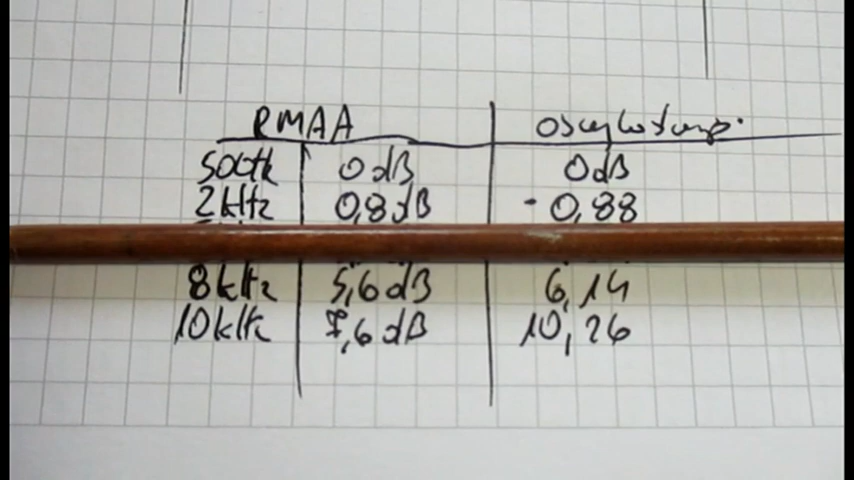 RMAA Oscyloskop.
500Hz 0dB 0dB
2kHz 0,8dB -0,88
8kHz 5,6dB 6,14
10kHz 7,6dB 10,26